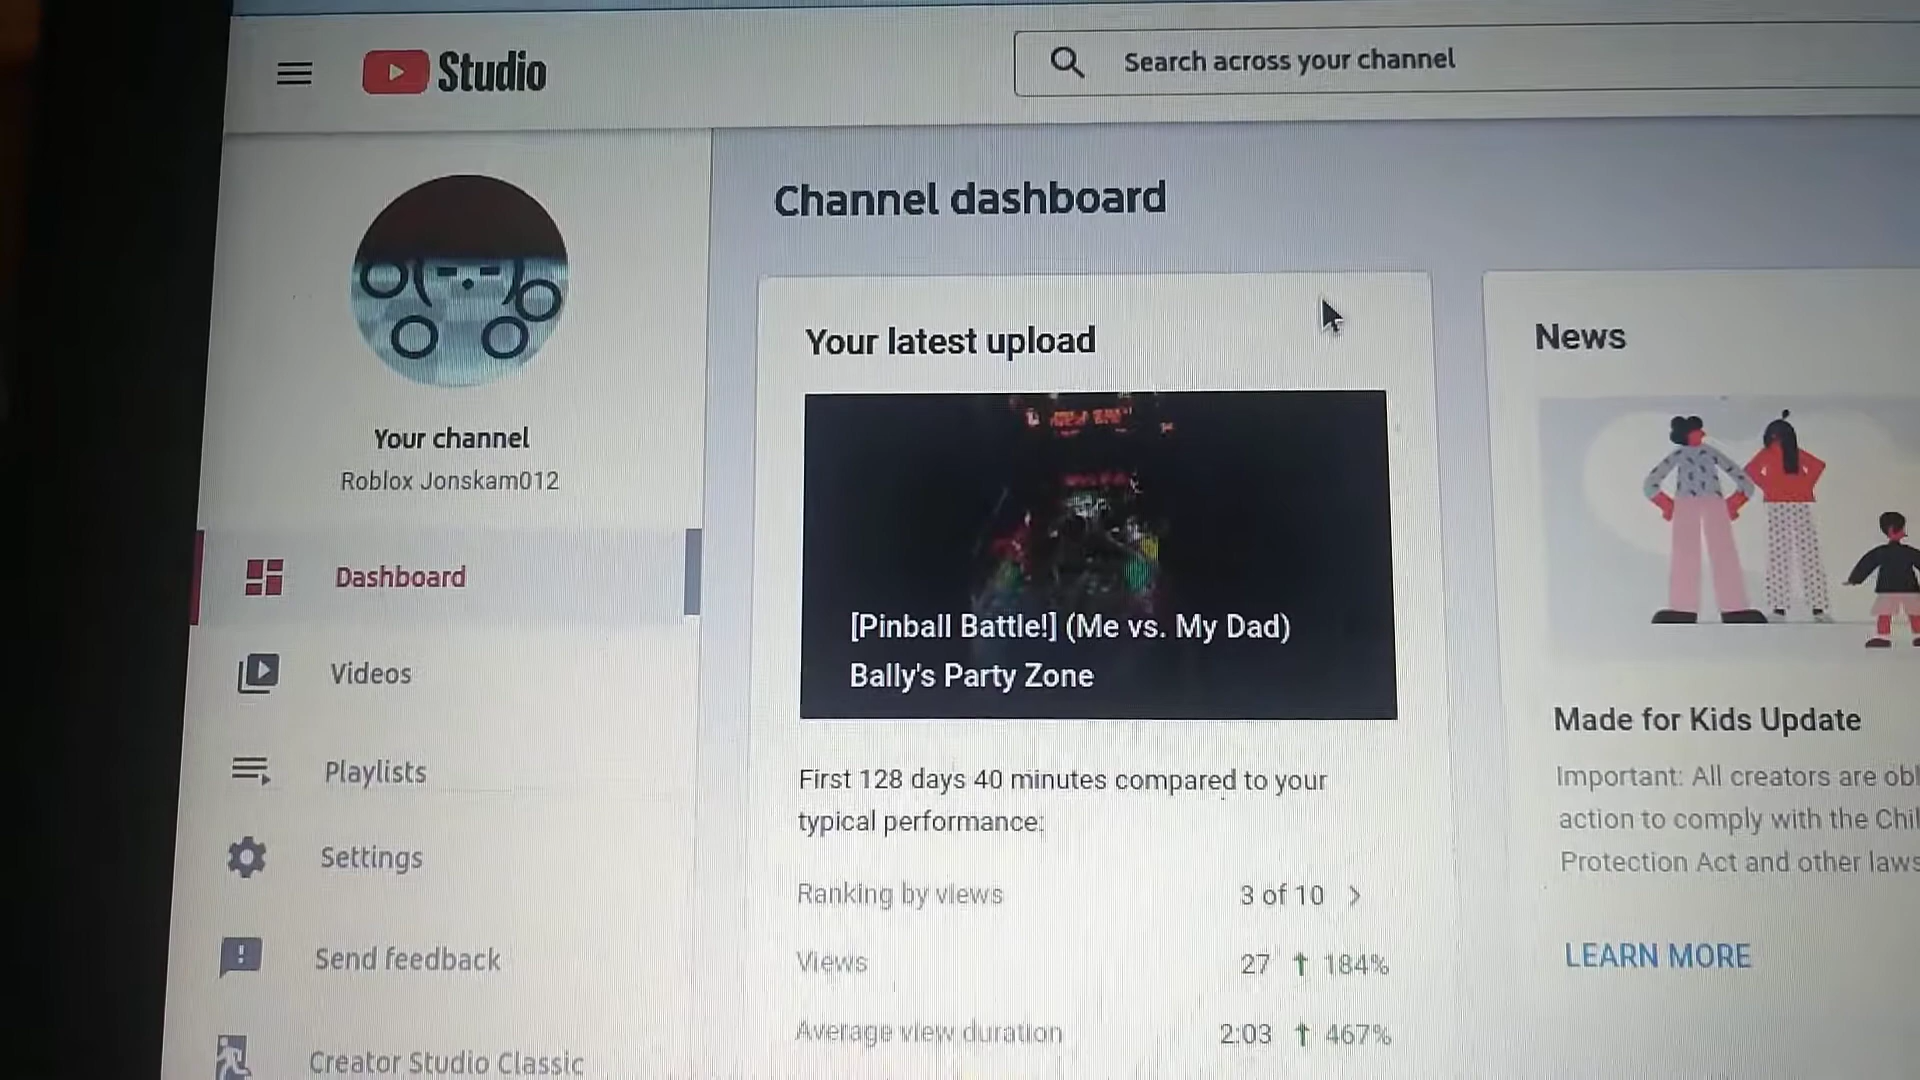 Studio
Search across your channel
Channel dashboard
Your latest upload
[Pinball Battle!] (Me vs. My Dad)
Bally's Party Zone
First 128 days 40 minutes compared to your
typical performance:
Ranking by views 3 of 10
Views 27 ↑ 184%
Average view duration 2:03 ↑ 467%
Your channel
Roblox Jonskam012
Dashboard
Videos
Playlists
Settings
Send feedback
Creator Studio Classic
News
Made for Kids Update
Important: All creators are obl
action to comply with the Chil
Protection Act and other laws
LEARN MORE